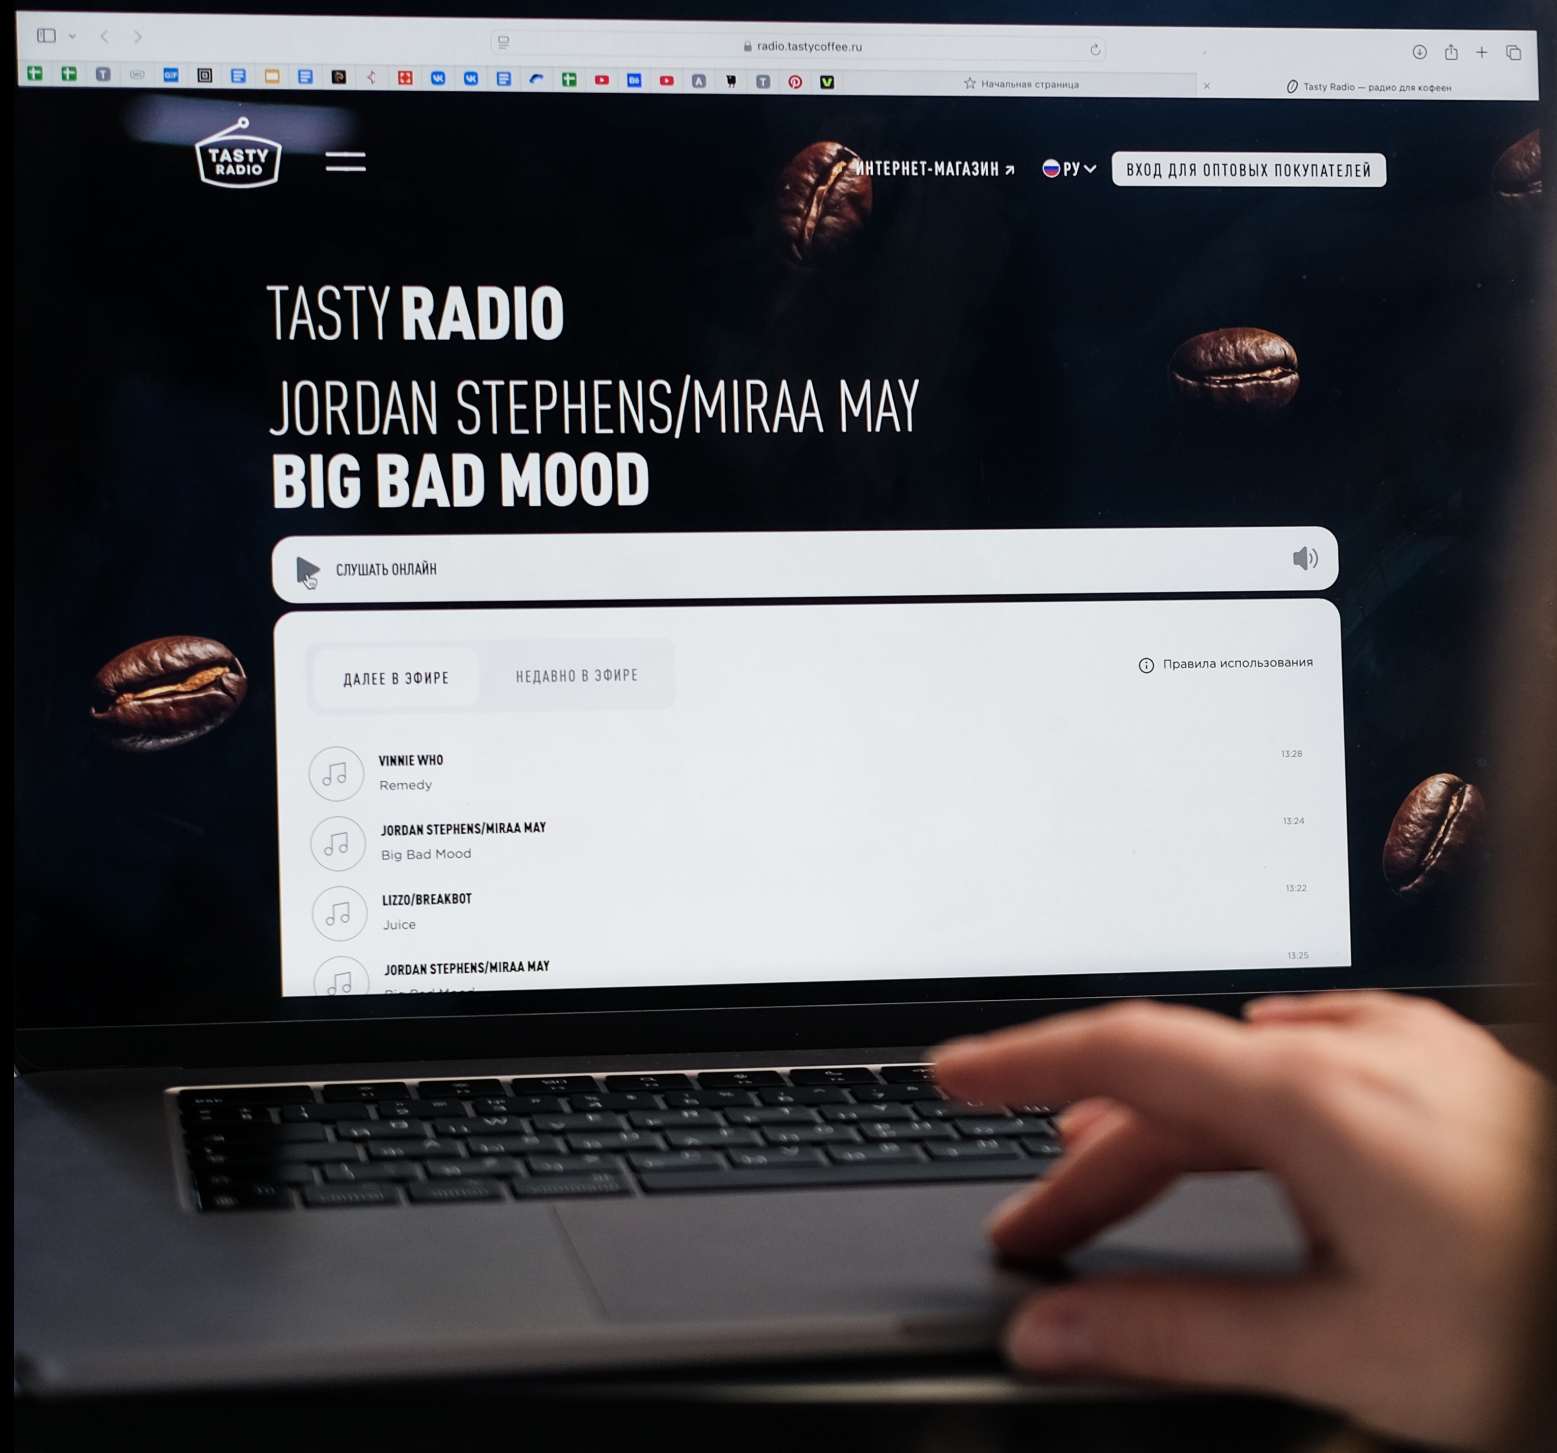 radio.tastycoffee.ru
Начальная страница
Tasty Radio — радио для кофеен
TASTY
RADIO
ИНТЕРНЕТ-МАГАЗИН
РУ
ВХОД ДЛЯ ОПТОВЫХ ПОКУПАТЕЛЕЙ
TASTY RADIO
JORDAN STEPHENS/MIRAA MAY
BIG BAD MOOD
СЛУШАТЬ ОНЛАЙН
ДАЛЕЕ В ЭФИРЕ
НЕДАВНО В ЭФИРЕ
Правила использования
VINNIE WHO
13:28
Remedy
JORDAN STEPHENS/MIRAA MAY
13:24
Big Bad Mood
LIZZO/BREAKBOT
13:22
Juice
JORDAN STEPHENS/MIRAA MAY
13:25
Big Bad Mood